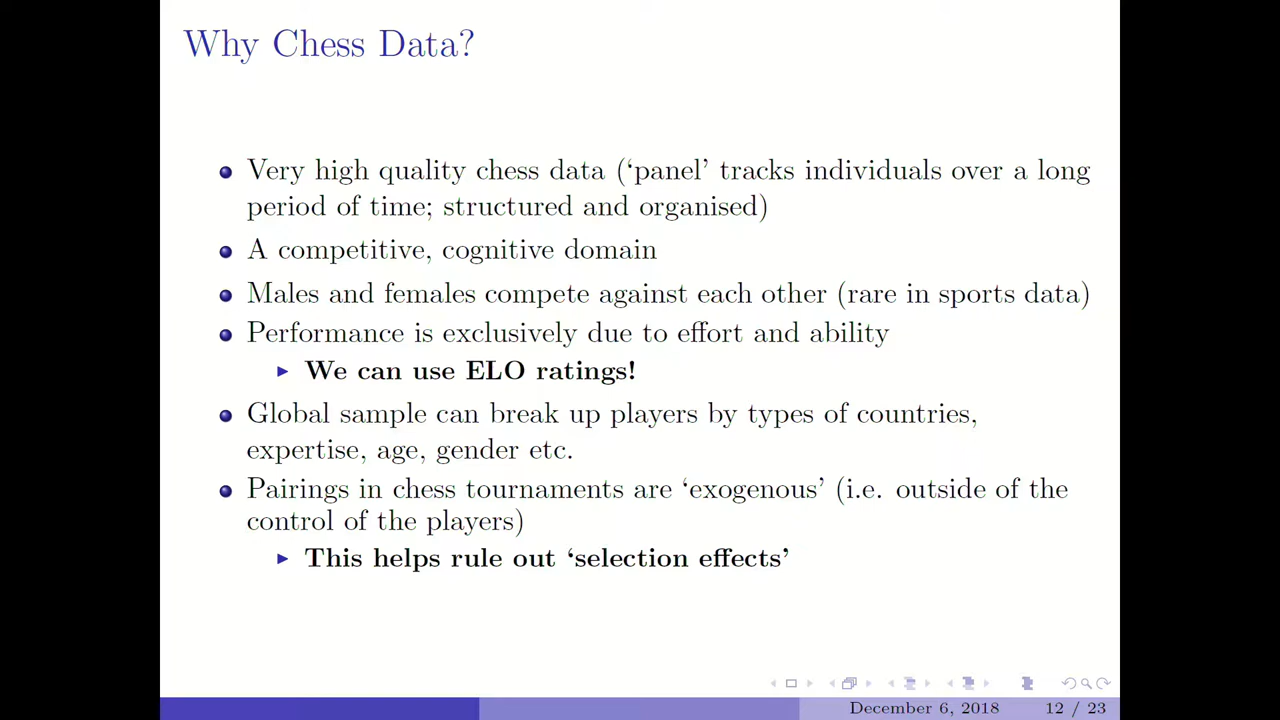 Why Chess Data?
Very high quality chess data (‘panel’ tracks individuals over a long
period of time; structured and organised)
A competitive, cognitive domain
Males and females compete against each other (rare in sports data)
Performance is exclusively due to effort and ability
We can use ELO ratings!
Global sample can break up players by types of countries,
expertise, age, gender etc.
Pairings in chess tournaments are ‘exogenous’ (i.e. outside of the
control of the players)
This helps rule out ‘selection effects’
December 6, 2018 12 / 23